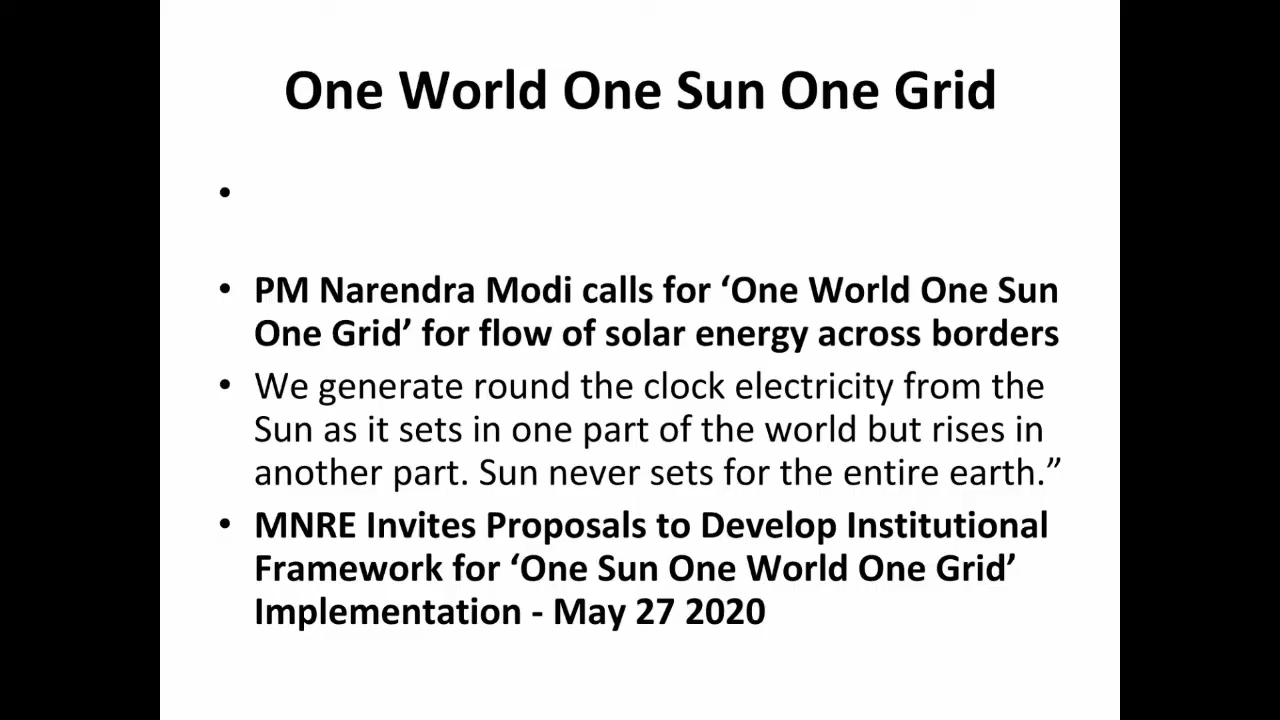 One World One Sun One Grid
•
• PM Narendra Modi calls for ‘One World One Sun
One Grid’ for flow of solar energy across borders
• We generate round the clock electricity from the
Sun as it sets in one part of the world but rises in
another part. Sun never sets for the entire earth.”
• MNRE Invites Proposals to Develop Institutional
Framework for ‘One Sun One World One Grid’
Implementation - May 27 2020